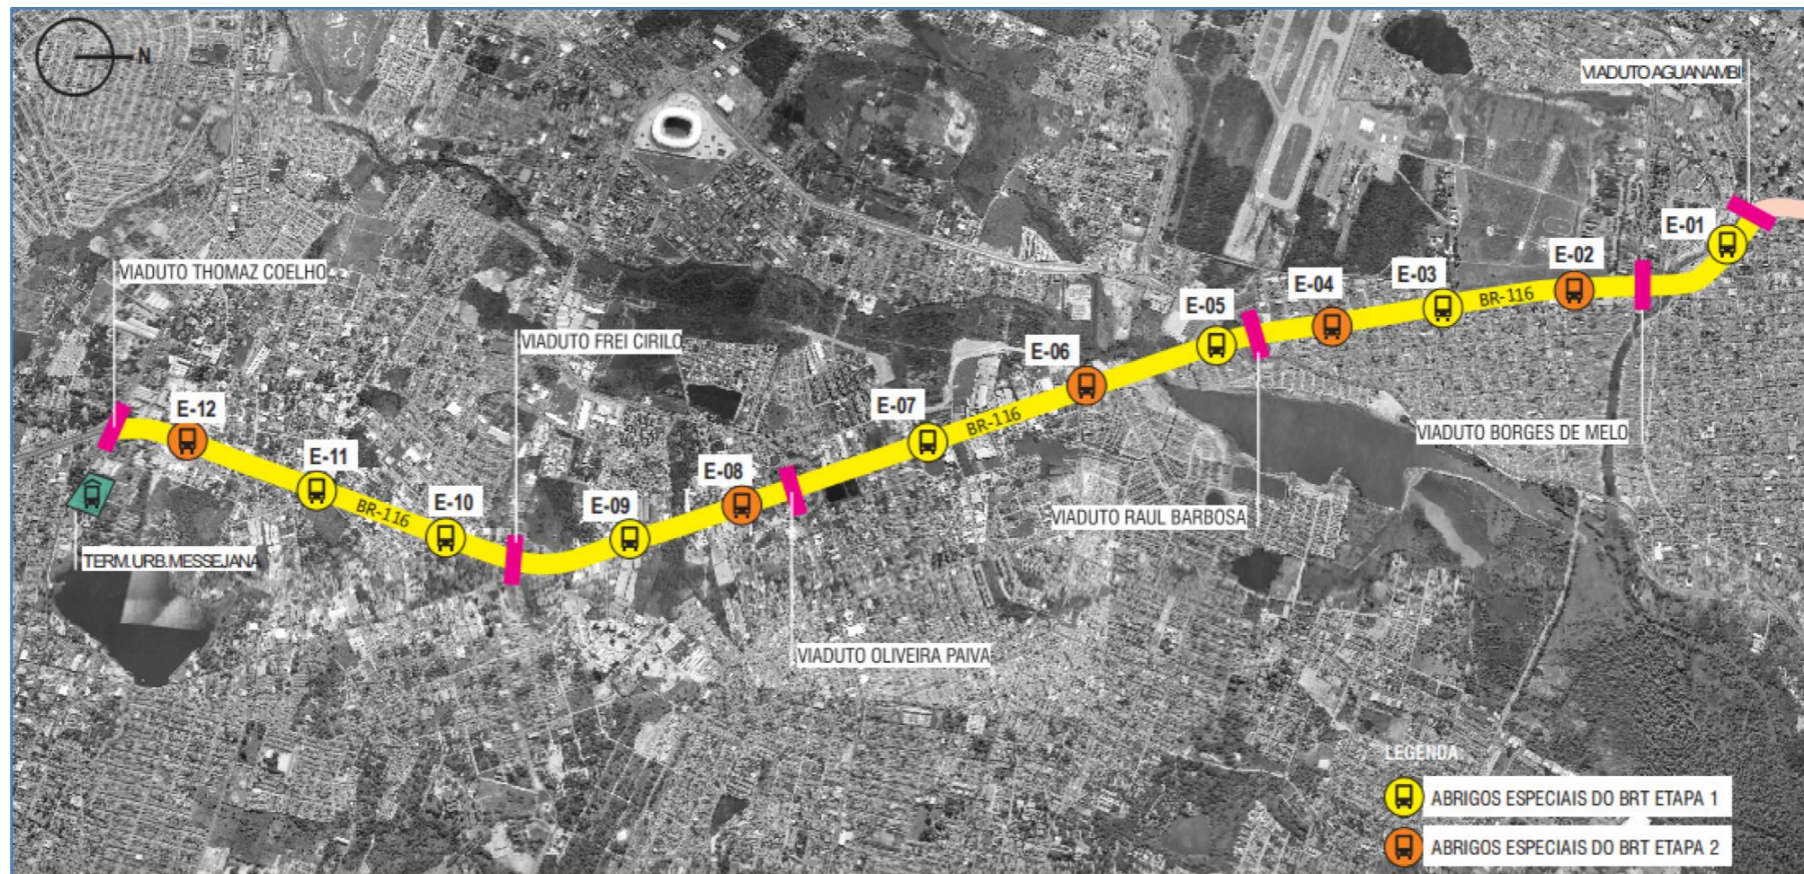 N
VIADUTO AGUANAMBI
E-01
E-02
E-03
E-04
E-05
BR-116
VIADUTO THOMAZ COELHO
VIADUTO FREI CIRILO
E-06
E-07
BR-116
E-12
E-11
E-10
E-09
E-08
BR-116
VIADUTO BORGES DE MELO
VIADUTO RAUL BARBOSA
TERM.URB.MESSEJANA
VIADUTO OLIVEIRA PAIVA
LEGENDA:
ABRIGOS ESPECIAIS DO BRT ETAPA 1
ABRIGOS ESPECIAIS DO BRT ETAPA 2